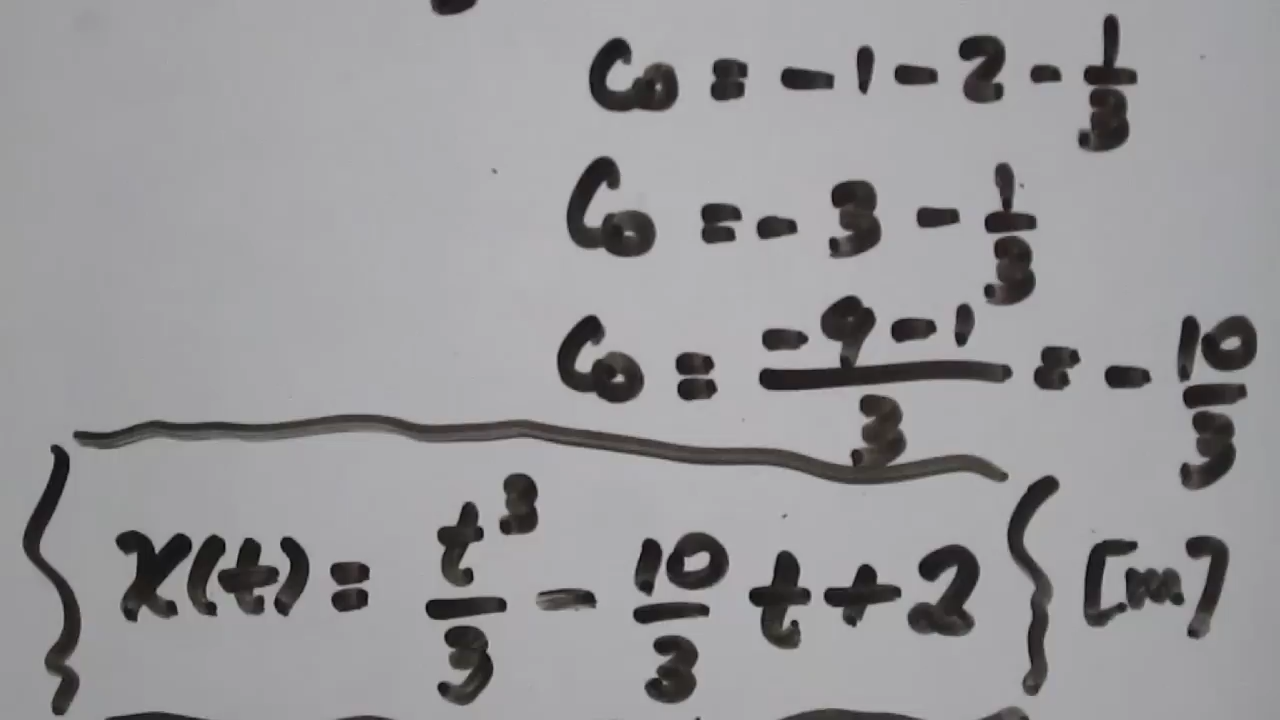 C₀ = - 1 - 2 - 1/3
C₀ = - 3 - 1/3
C₀ = (-9 - 1)/3 = - 10/3
x(t) = t³/3 - 10/3 t + 2 [m]